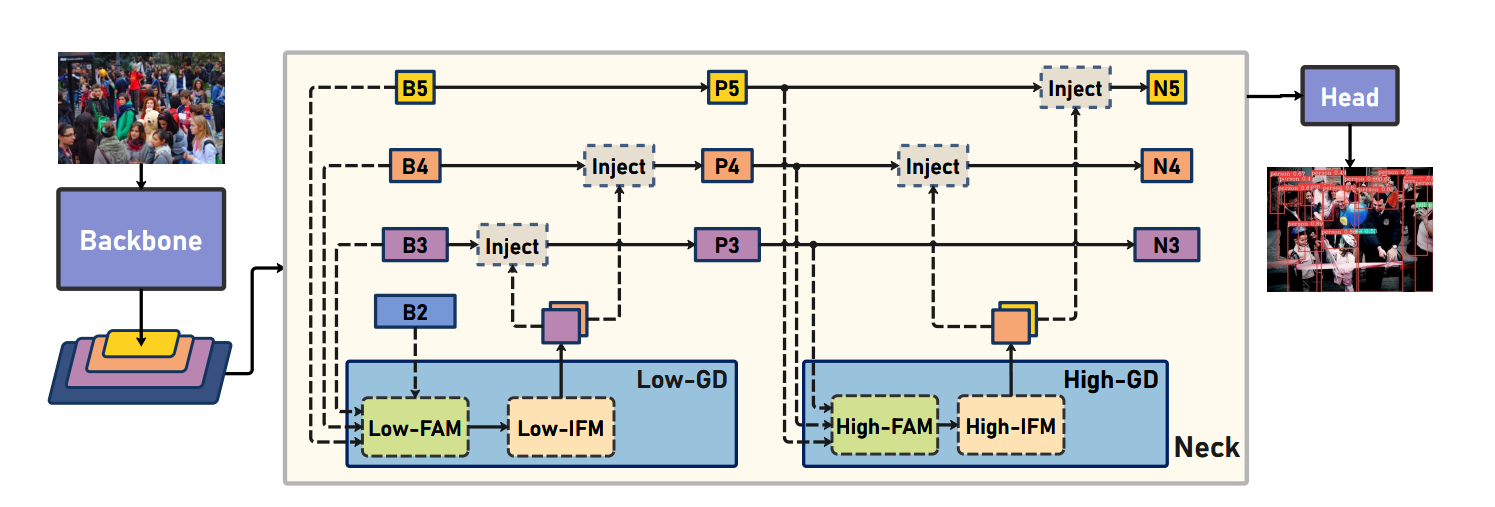 B5
P5
Inject
N5
Head
B4
Inject
P4
Inject
N4
Backbone
B3
Inject
P3
N3
B2
Low-GD
High-GD
Low-FAM
Low-IFM
High-FAM
High-IFM
Neck